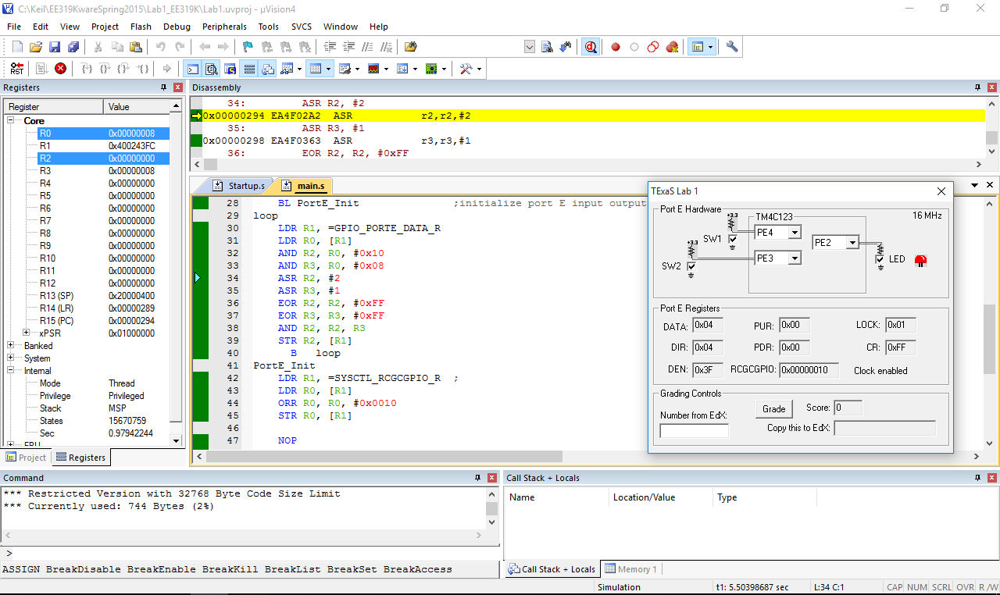 C:\Keil\EE319KwareSpring2015\Lab1_EE319K\Lab1.uvproj - µVision4
File Edit View Project Flash Debug Peripherals Tools SVCS Window Help
Registers
Register Value
Core
R0 0x00000008
R1 0x400243FC
R2 0x00000000
R3 0x00000008
R4 0x00000000
R5 0x00000000
R6 0x00000000
R7 0x00000000
R8 0x00000000
R9 0x00000000
R10 0x00000000
R11 0x00000000
R12 0x00000000
R13 (SP) 0x20000400
R14 (LR) 0x00000289
R15 (PC) 0x00000294
xPSR 0x01000000
Banked
System
Internal
Mode Thread
Privilege Privileged
Stack MSP
States 15670759
Sec 0.97942244
FPU
Project Registers
Disassembly
34: ASR R2, #2
0x00000294 EA4F02A2 ASR r2,r2,#2
35: ASR R3, #1
0x00000298 EA4F0363 ASR r3,r3,#1
36: EOR R2, R2, #0xFF
Startup.s main.s
28 BL PortE_Init ;initialize port E input output
29 loop
30 LDR R1, =GPIO_PORTE_DATA_R
31 LDR R0, [R1]
32 AND R2, R0, #0x10
33 AND R3, R0, #0x08
34 ASR R2, #2
35 ASR R3, #1
36 EOR R2, R2, #0xFF
37 EOR R3, R3, #0xFF
38 AND R2, R2, R3
39 STR R2, [R1]
40 B loop
41 PortE_Init
42 LDR R1, =SYSCTL_RCGCGPIO_R ;
43 LDR R0, [R1]
44 ORR R0, R0, #0x0010
45 STR R0, [R1]
46
47 NOP
TExaS Lab 1
Port E Hardware
16 MHz
TM4C123
+3.3
SW1
PE4
PE2
+3.3
SW2
PE3
LED
Port E Registers
DATA: 0x04 PUR: 0x00 LOCK: 0x01
DIR: 0x04 PDR: 0x00 CR: 0xFF
DEN: 0x3F RCGCGPIO: 0x00000010 Clock enabled
Grading Controls
Number from EdX: Grade Score: 0
Copy this to EdX:
Command
*** Restricted Version with 32768 Byte Code Size Limit
*** Currently used: 744 Bytes (2%)
>
ASSIGN BreakDisable BreakEnable BreakKill BreakList BreakSet BreakAccess
Call Stack + Locals
Name Location/Value Type
Call Stack + Locals Memory 1
Simulation t1: 5.50398687 sec L:34 C:1 CAP NUM SCRL OVR R/W